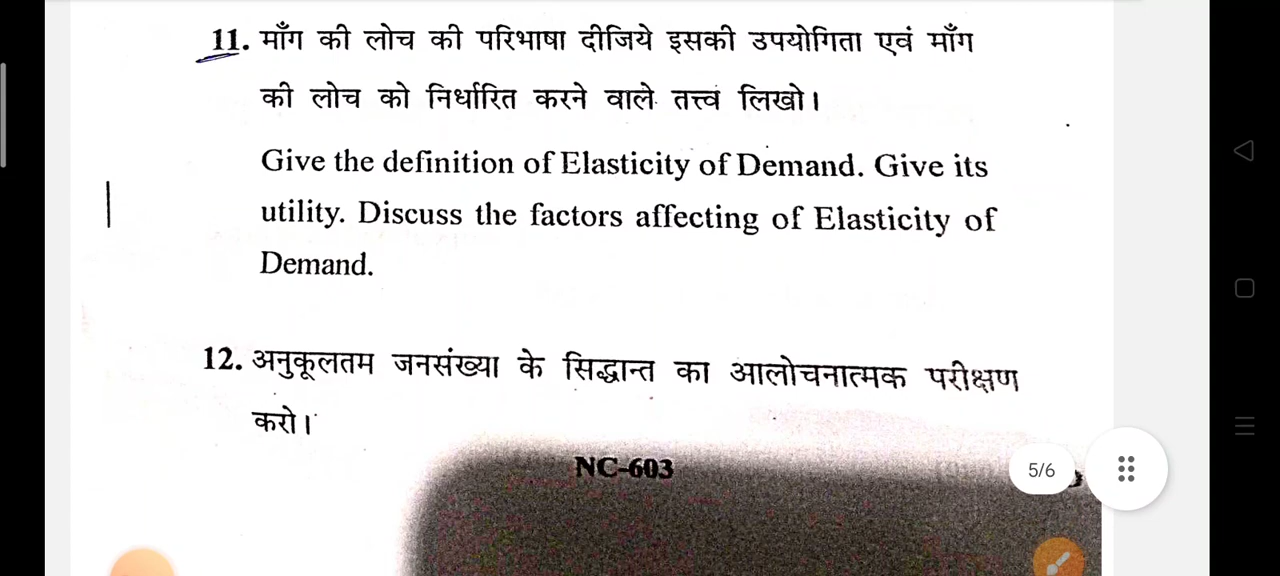 11. माँग की लोच की परिभाषा दीजिये इसकी उपयोगिता एवं माँग
की लोच को निर्धारित करने वाले तत्त्व लिखो।
Give the definition of Elasticity of Demand. Give its
utility. Discuss the factors affecting of Elasticity of
Demand.
12. अनुकूलतम जनसंख्या के सिद्धान्त का आलोचनात्मक परीक्षण
करो।
NC-603
5/6